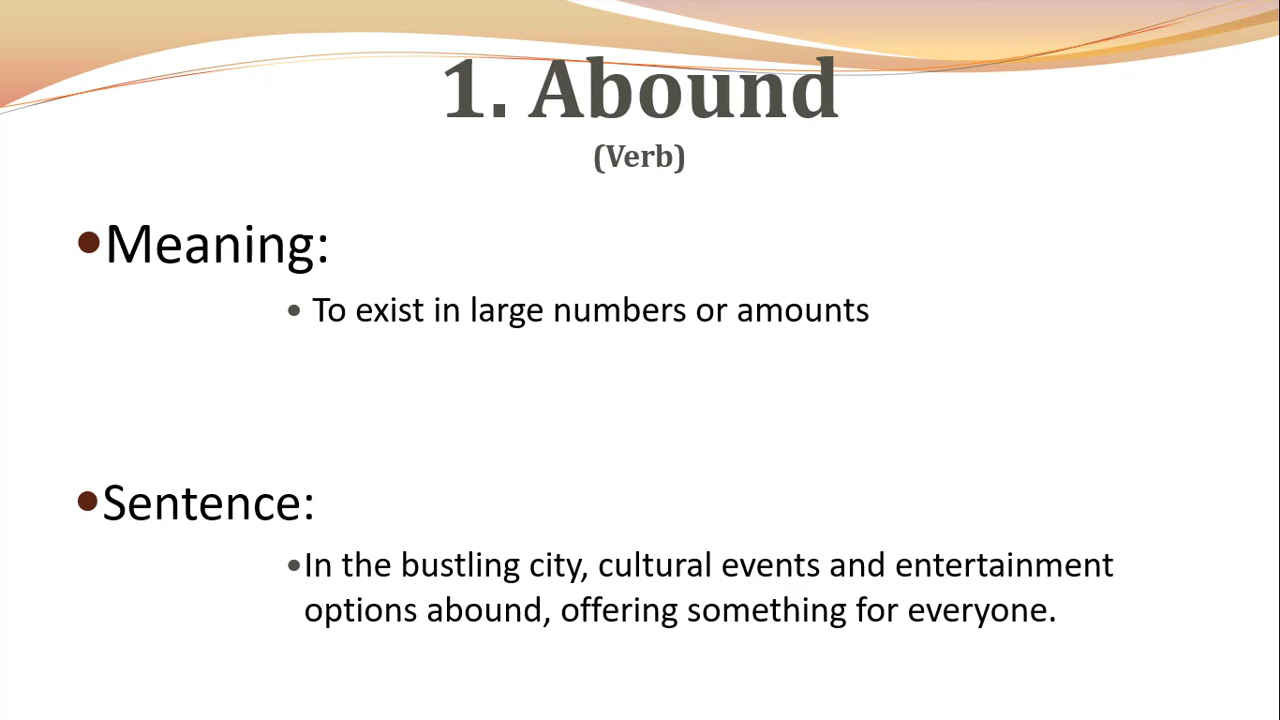 1. Abound
(Verb)
•Meaning:
• To exist in large numbers or amounts
•Sentence:
•In the bustling city, cultural events and entertainment
options abound, offering something for everyone.